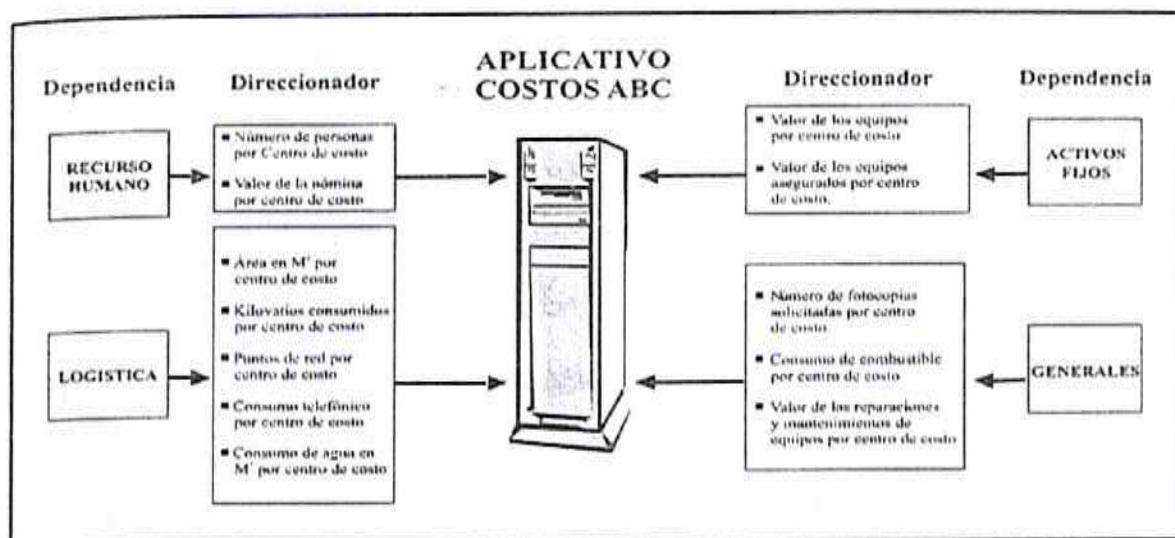 APLICATIVO
COSTOS ABC
Dependencia
Direccionador
RECURSO
HUMANO
▪ Número de personas
por Centro de costo
▪ Valor de la nómina
por centro de costo
LOGISTICA
▪ Área en M² por
centro de costo
▪ Kilovatios consumidos
por centro de costo
▪ Puntos de red por
centro de costo
▪ Consumo telefónico
por centro de costo
▪ Consumo de agua en
M³ por centro de costo
Direccionador
Dependencia
▪ Valor de los equipos
por centro de costo
▪ Valor de los equipos
asegurados por centro
de costo.
ACTIVOS
FIJOS
▪ Número de fotocopias
solicitadas por centro
de costo
▪ Consumo de combustible
por centro de costo
▪ Valor de las reparaciones
y mantenimientos de
equipos por centro de costo
GENERALES